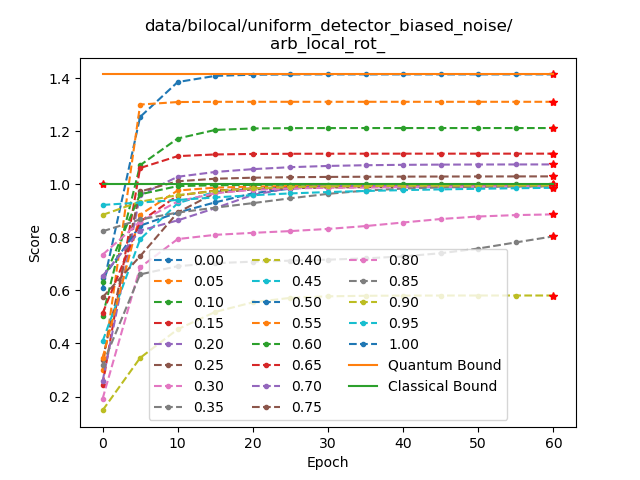 data/bilocal/uniform_detector_biased_noise/
arb_local_rot_
1.4
1.2
1.0
0.8
0.6
0.4
0.2
Score
0.00 0.40 0.80
0.05 0.45 0.85
0.10 0.50 0.90
0.15 0.55 0.95
0.20 0.60 1.00
0.25 0.65 Quantum Bound
0.30 0.70 Classical Bound
0.35 0.75
0 10 20 30 40 50 60
Epoch